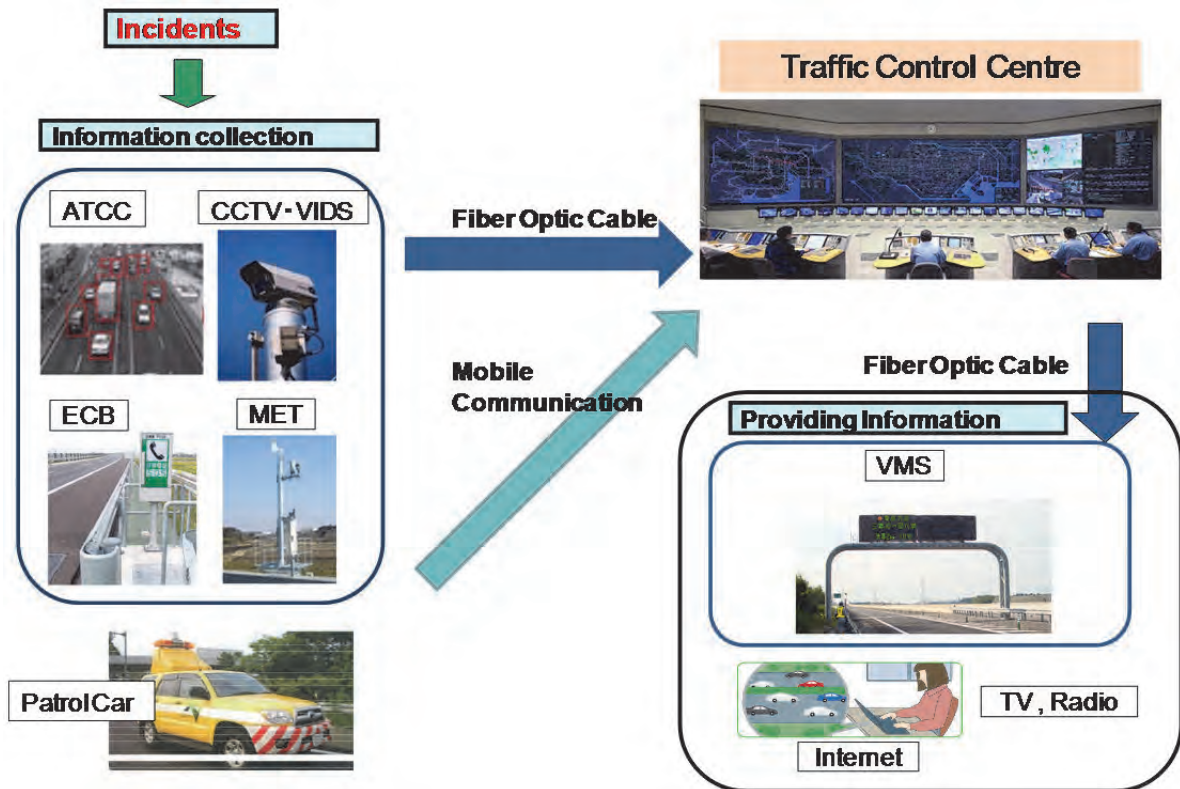 Incidents
Information collection
ATCC
CCTV・VIDS
ECB
MET
Patrol Car
Fiber Optic Cable
Mobile
Communication
Traffic Control Centre
Fiber Optic Cable
Providing Information
VMS
Internet
TV , Radio